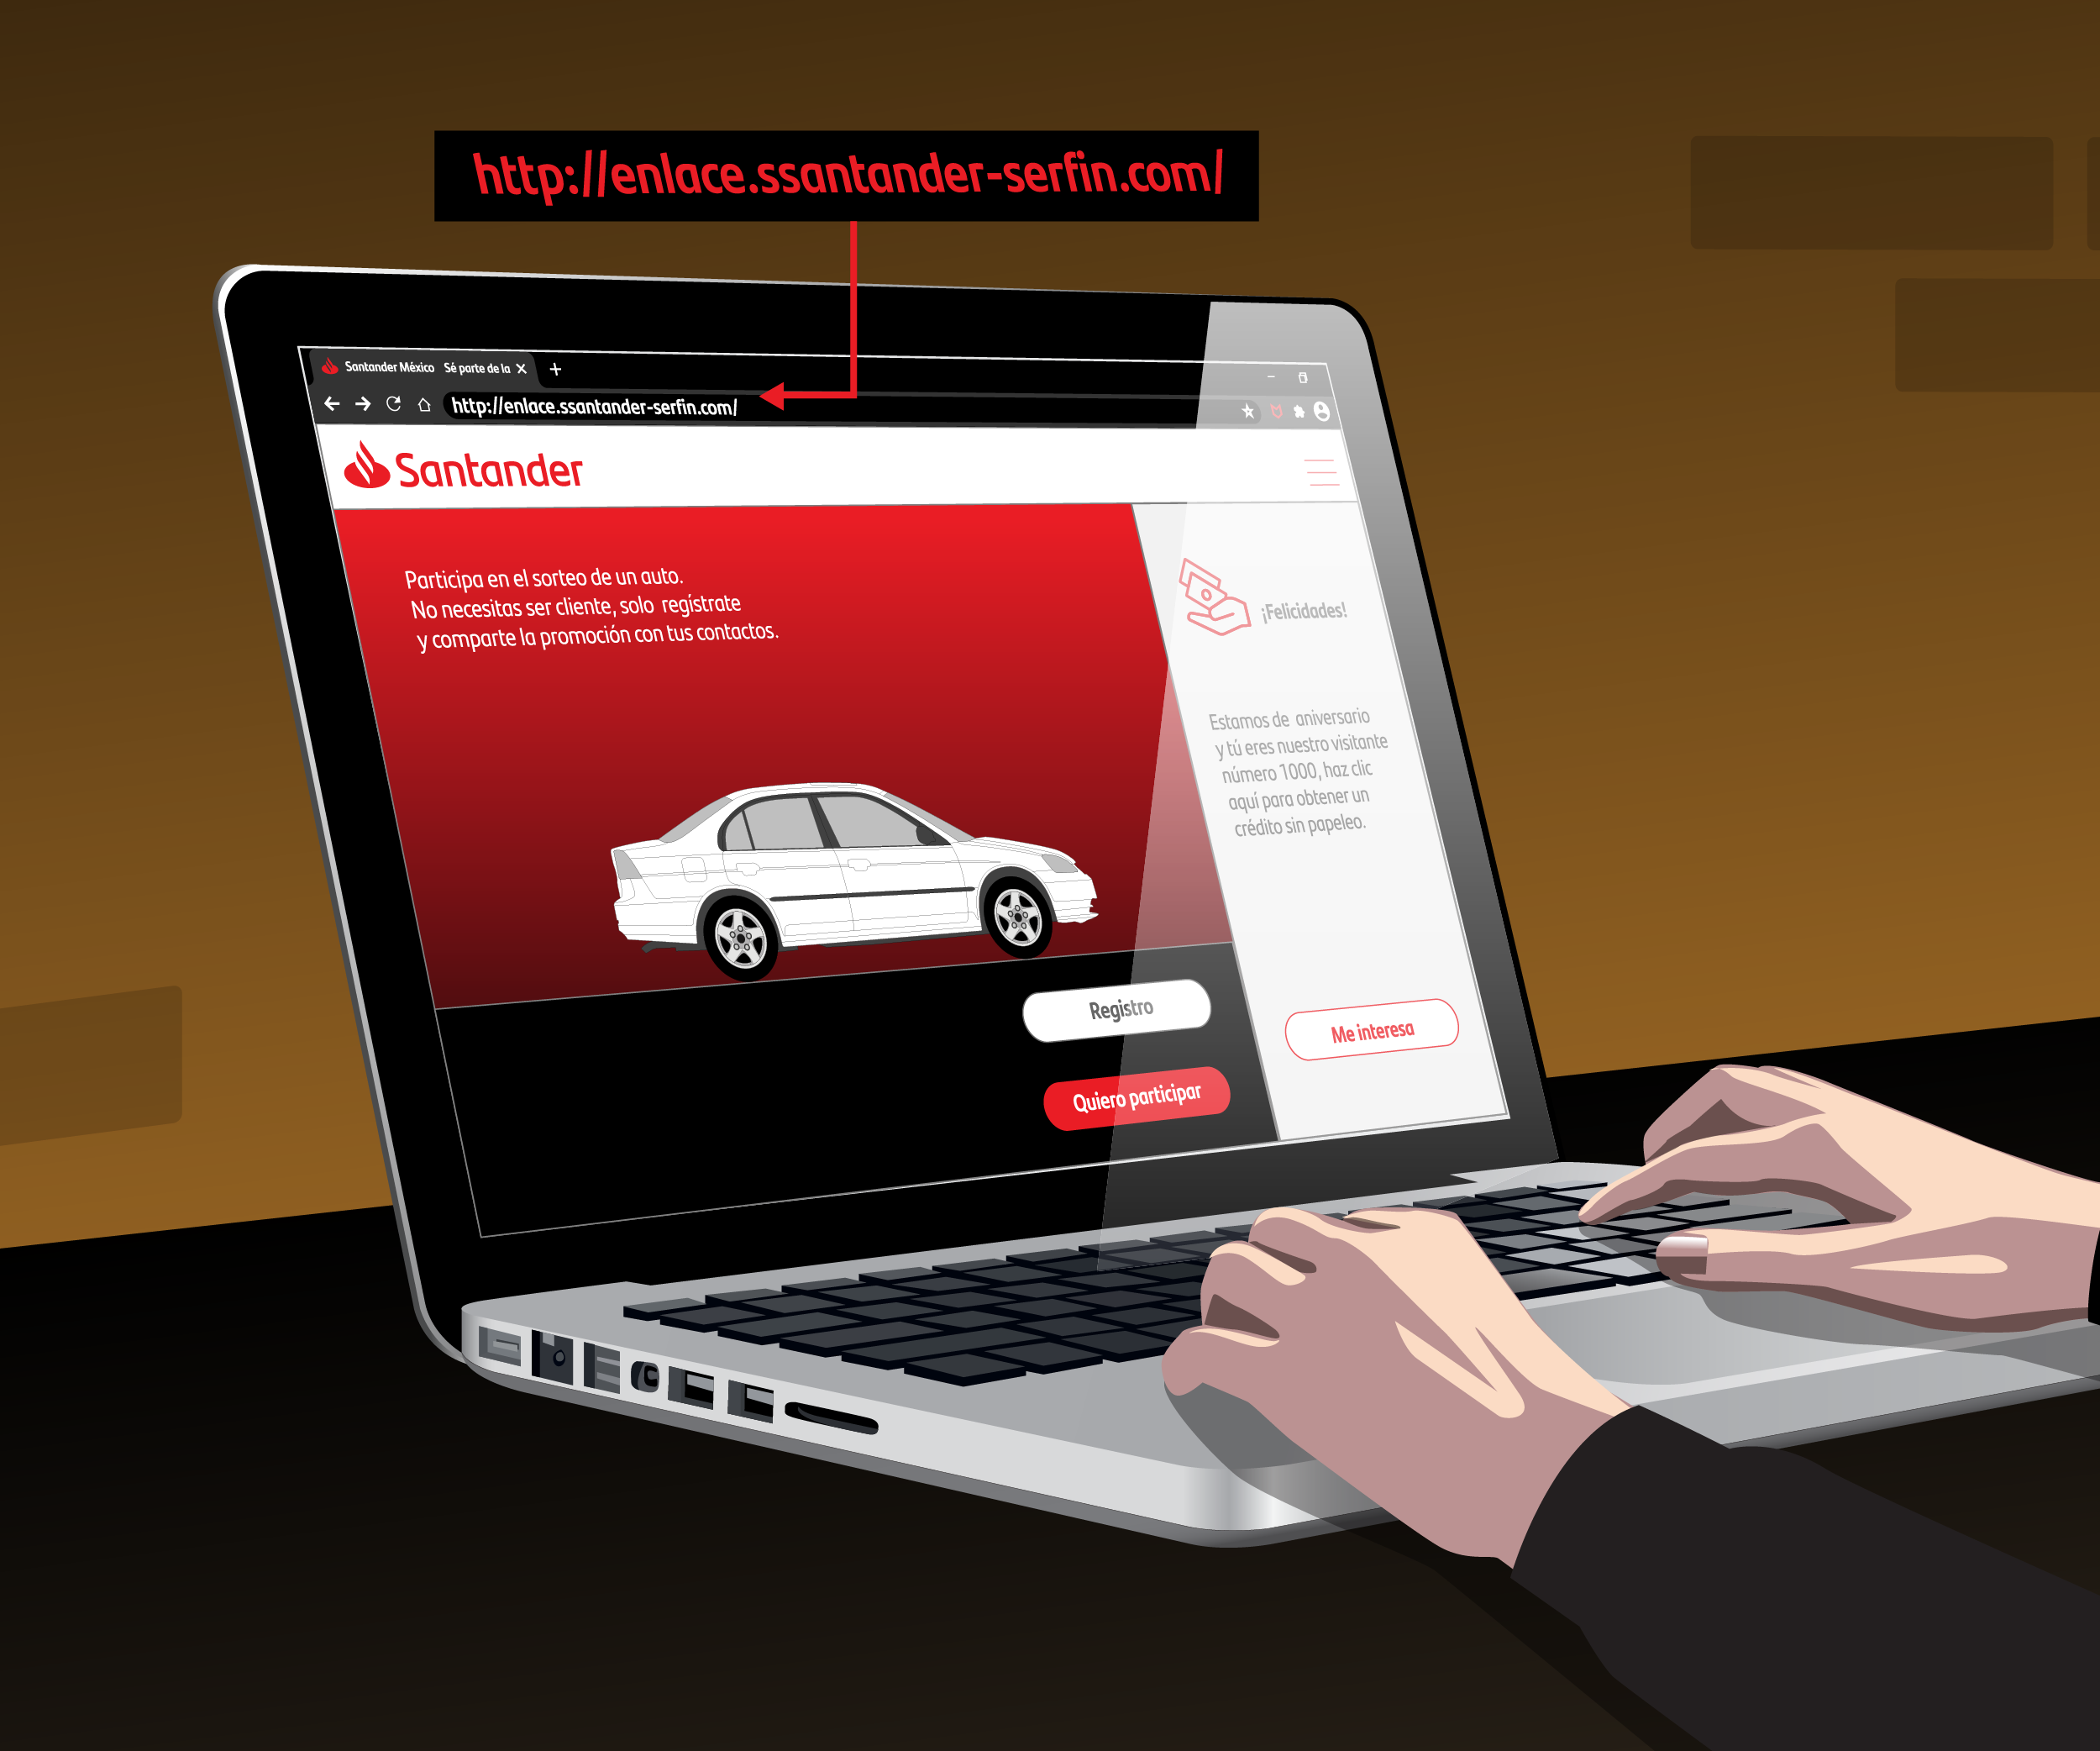 http://enlace.ssantander-serfin.com/
Santander México Sé parte de la
http://enlace.ssantander-serfin.com/
Santander
Participa en el sorteo de un auto.
No necesitas ser cliente, solo regístrate
y comparte la promoción con tus contactos.
¡Felicidades!
Estamos de aniversario
y tú eres nuestro visitante
número 1000, haz clic
aquí para obtener un
crédito sin papeleo.
Registro
Me interesa
Quiero participar